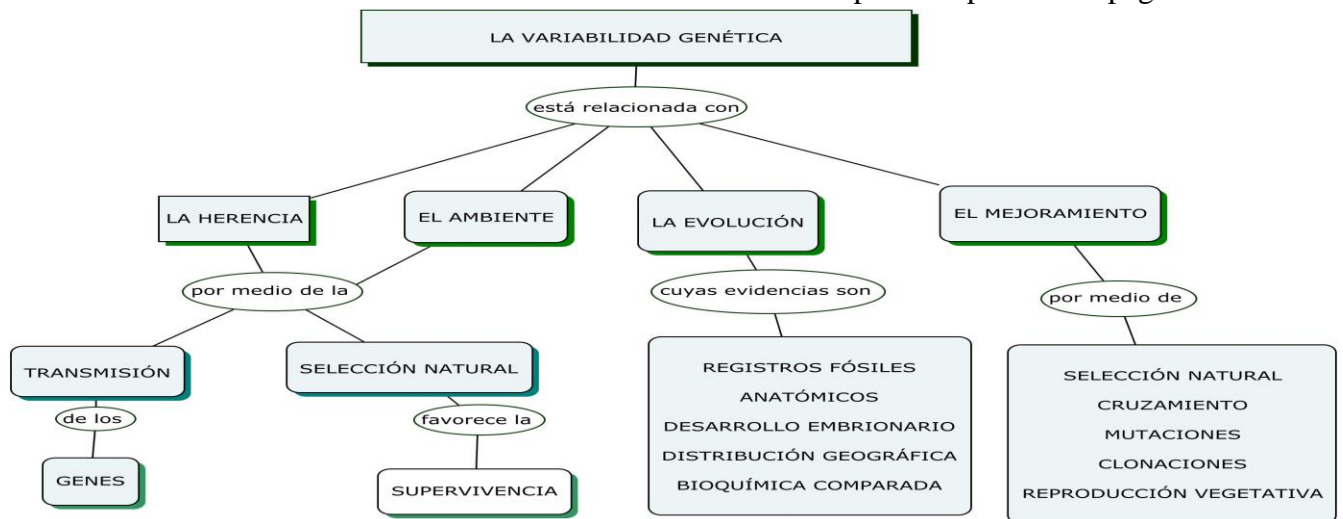 LA VARIABILIDAD GENÉTICA
está relacionada con
LA HERENCIA
EL AMBIENTE
LA EVOLUCIÓN
EL MEJORAMIENTO
por medio de la
cuyas evidencias son
por medio de
TRANSMISIÓN
SELECCIÓN NATURAL
de los
favorece la
GENES
SUPERVIVENCIA
REGISTROS FÓSILES
ANATÓMICOS
DESARROLLO EMBRIONARIO
DISTRIBUCIÓN GEOGRÁFICA
BIOQUÍMICA COMPARADA
SELECCIÓN NATURAL
CRUZAMIENTO
MUTACIONES
CLONACIONES
REPRODUCCIÓN VEGETATIVA